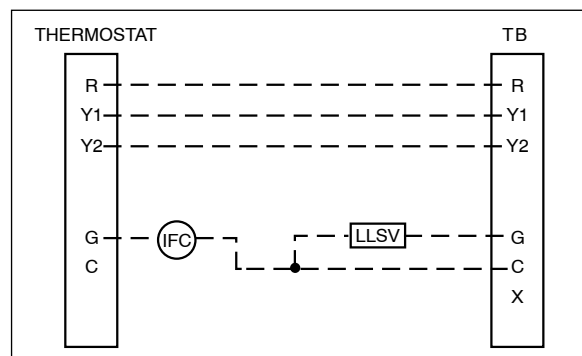 THERMOSTAT TB
R R
Y1 Y1
Y2 Y2
G IFC LLSV G
C C
X